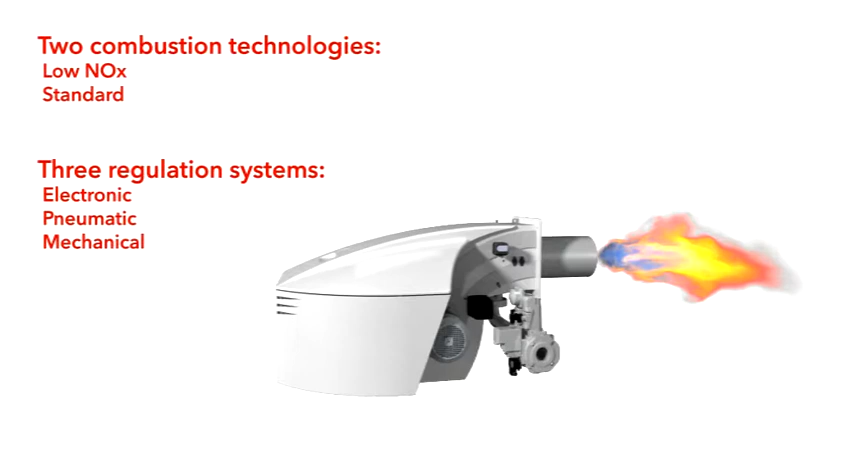 Two combustion technologies:
Low NOx
Standard
Three regulation systems:
Electronic
Pneumatic
Mechanical